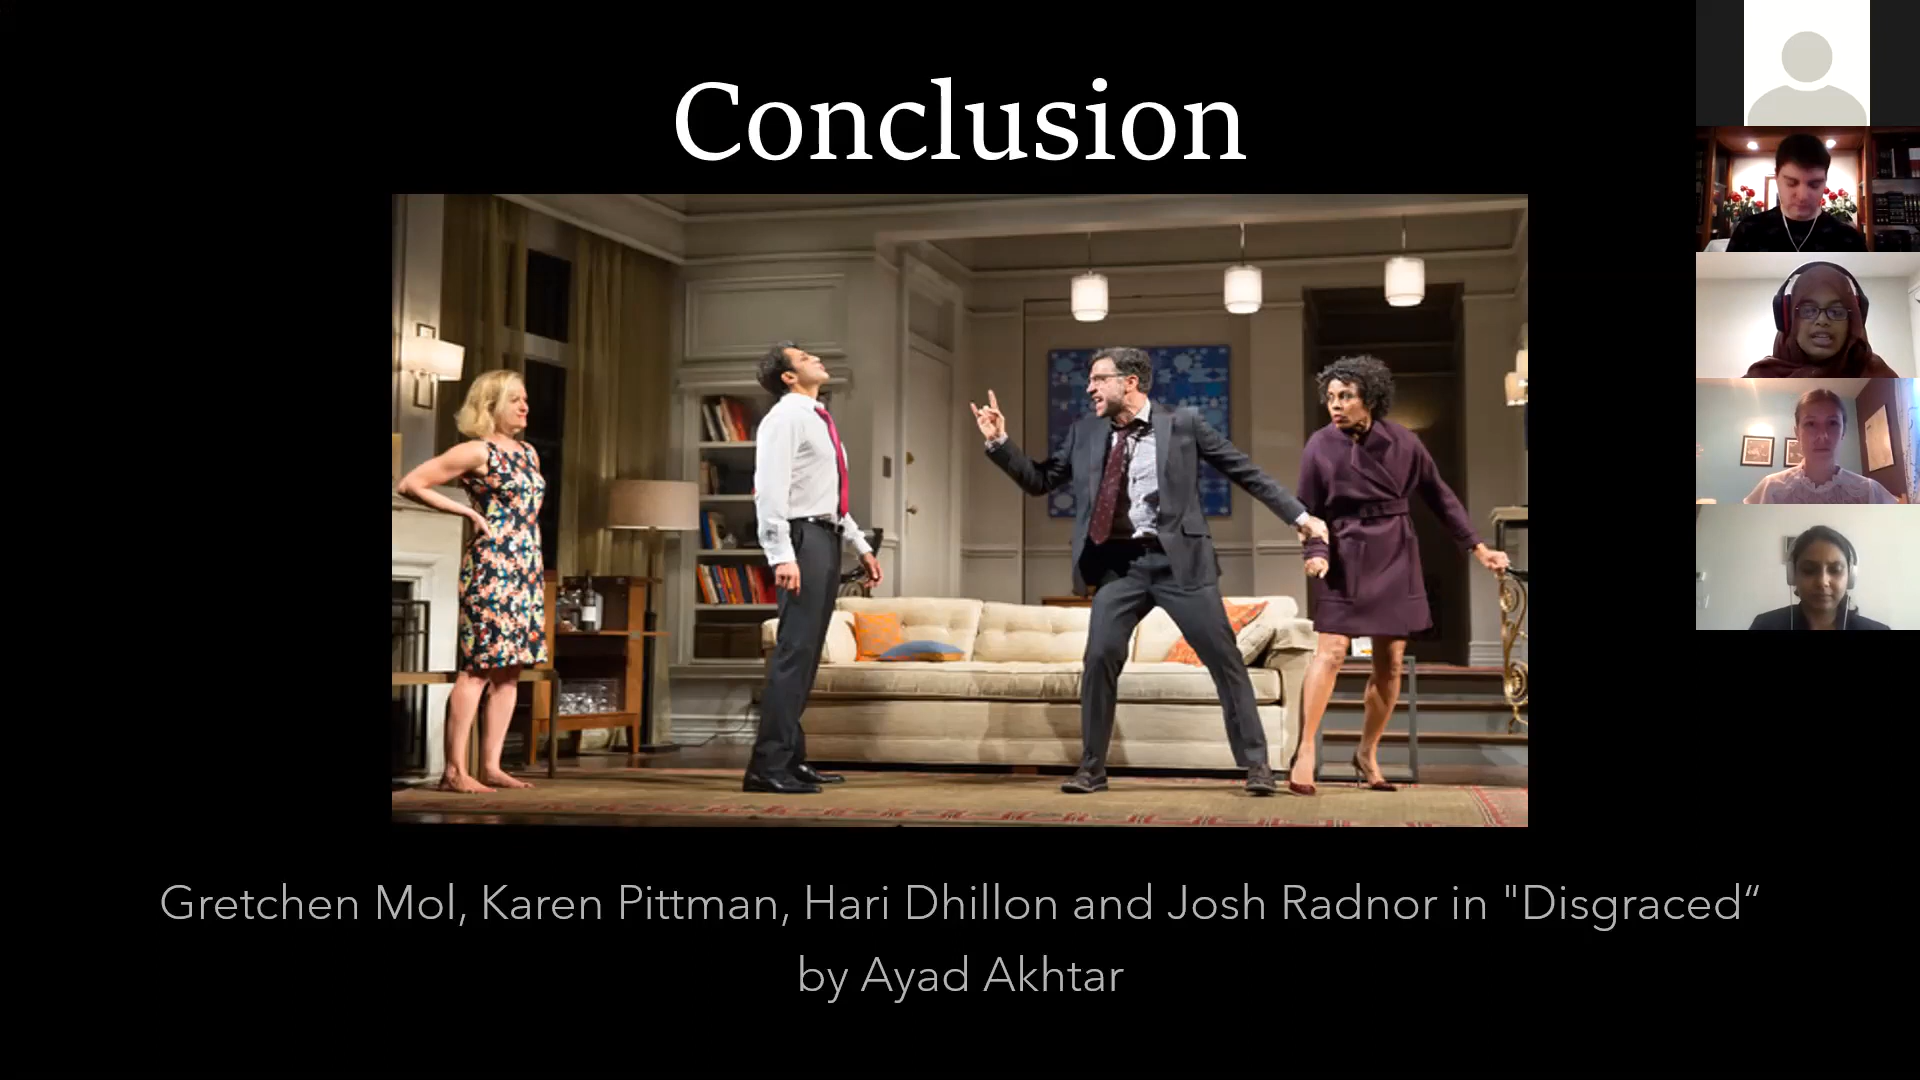 Conclusion
Gretchen Mol, Karen Pittman, Hari Dhillon and Josh Radnor in "Disgraced“
by Ayad Akhtar